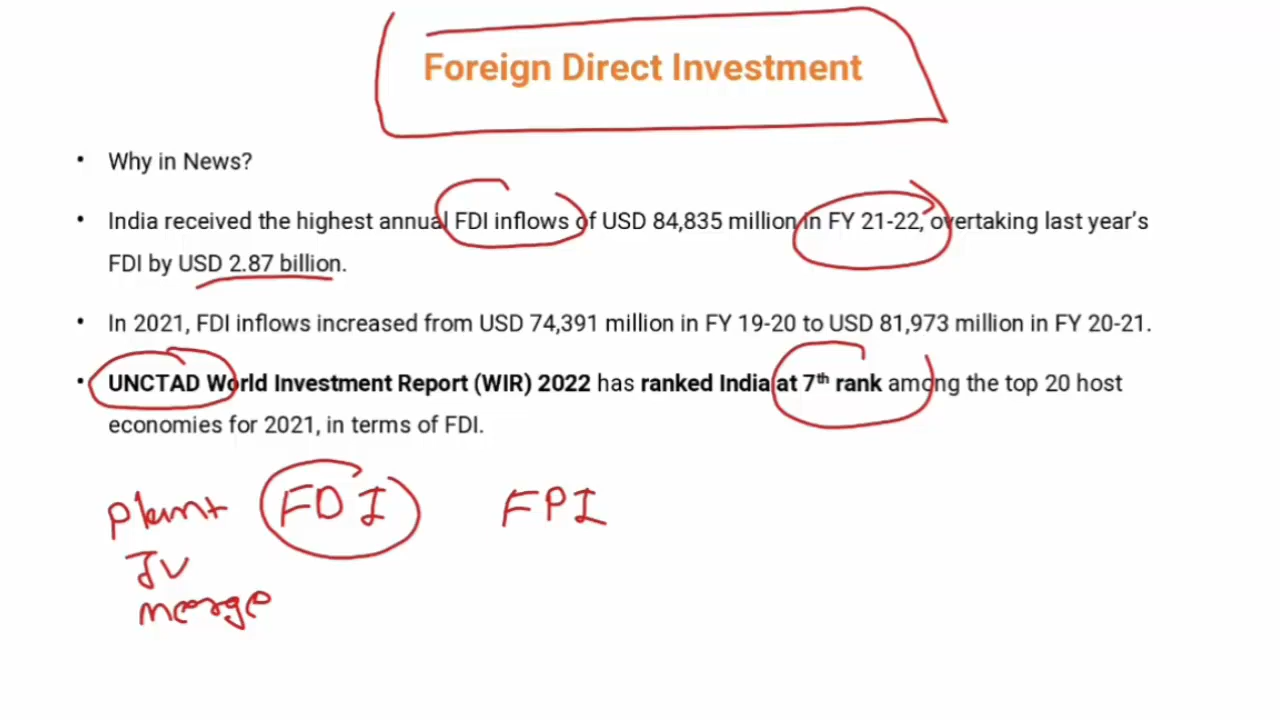 Foreign Direct Investment
• Why in News?
• India received the highest annual FDI inflows of USD 84,835 million in FY 21-22, overtaking last year's
FDI by USD 2.87 billion.
• In 2021, FDI inflows increased from USD 74,391 million in FY 19-20 to USD 81,973 million in FY 20-21.
• UNCTAD World Investment Report (WIR) 2022 has ranked India at 7th rank among the top 20 host
economies for 2021, in terms of FDI.
plant FDI FPI
JV
merge